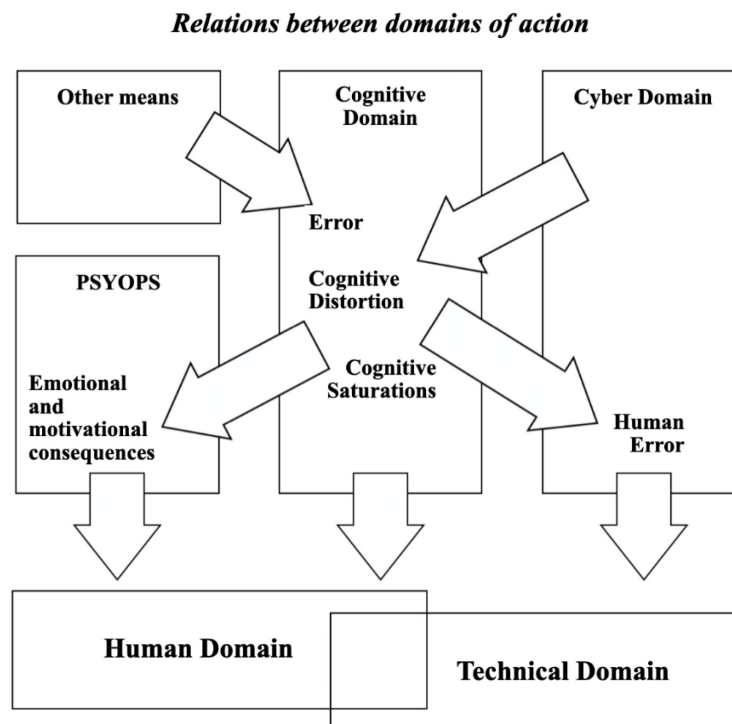 Relations between domains of action
Other means
Cognitive
Domain
Cyber Domain
Error
PSYOPS
Cognitive
Distortion
Cognitive
Saturations
Emotional
and
motivational
consequences
Human
Error
Human Domain
Technical Domain